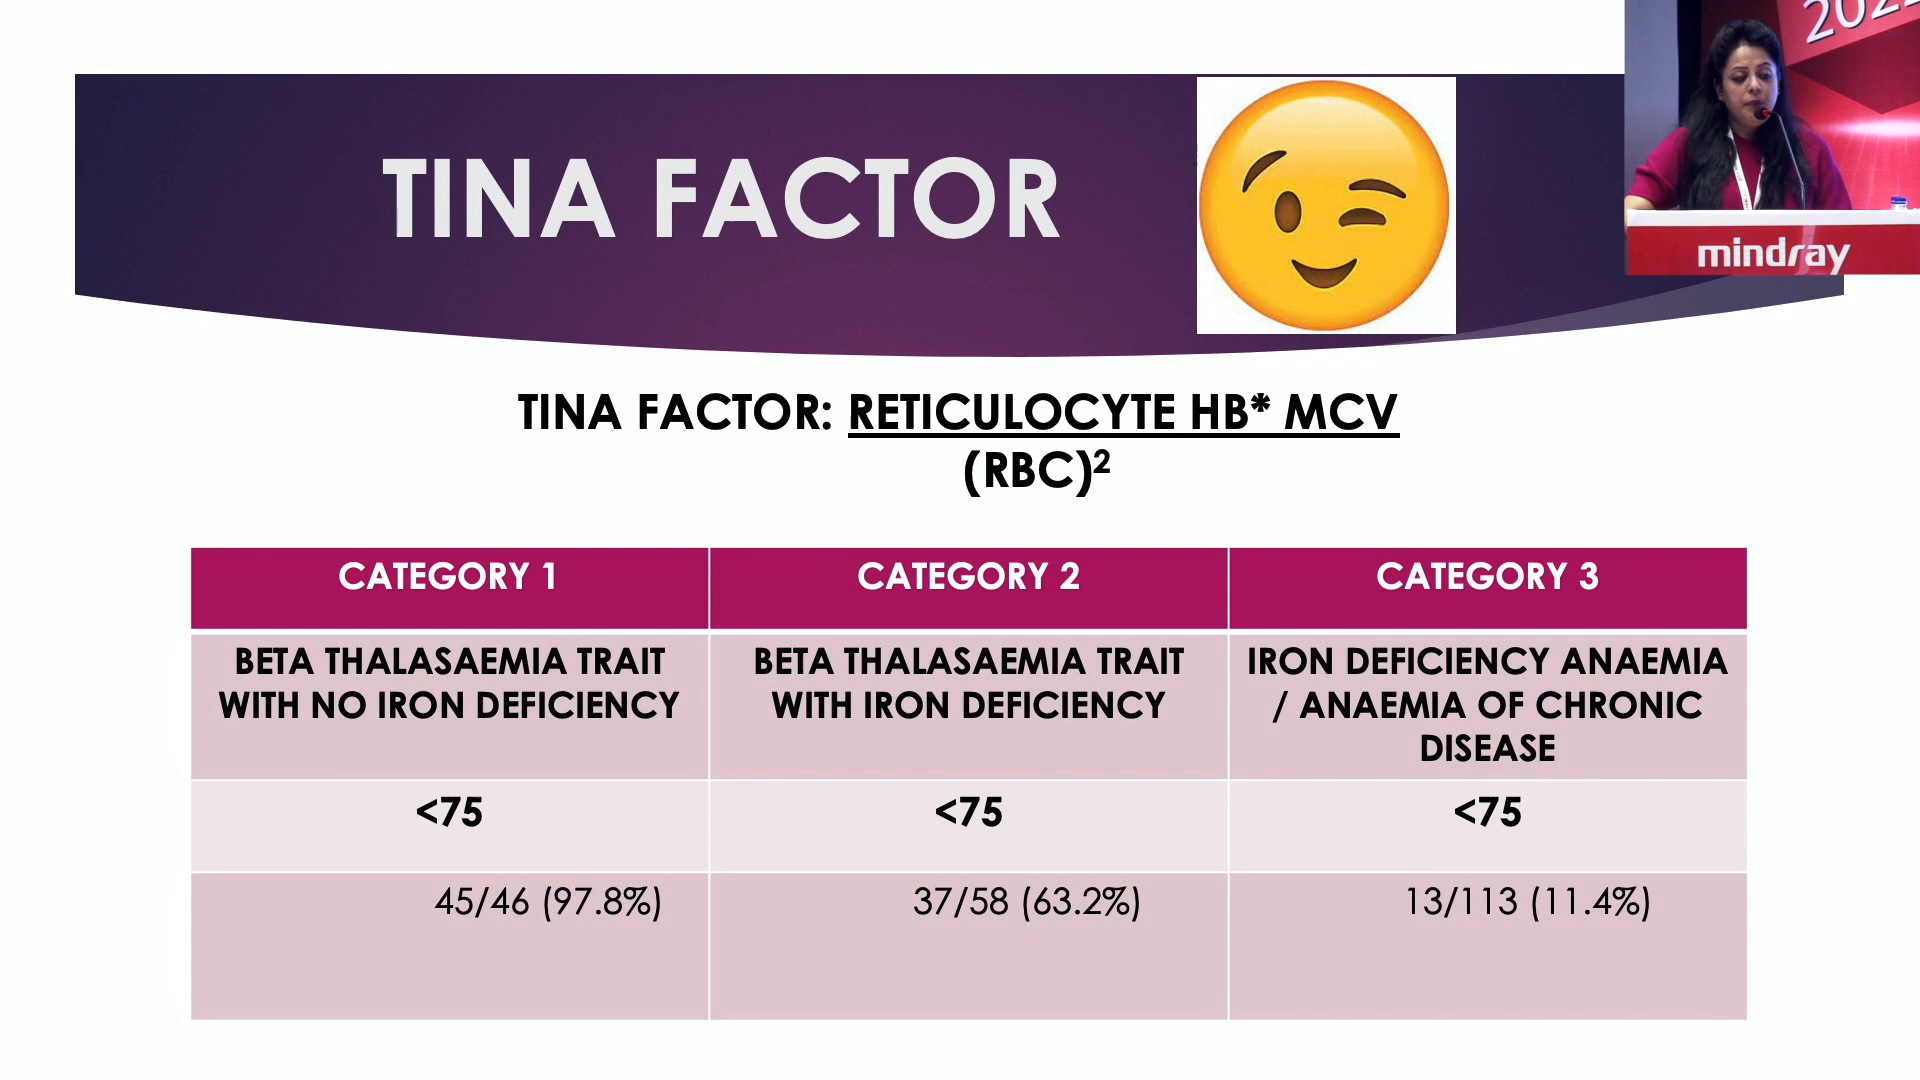 2022
TINA FACTOR
mindray
TINA FACTOR: RETICULOCYTE HB* MCV
(RBC)²
CATEGORY 1
CATEGORY 2
CATEGORY 3
BETA THALASAEMIA TRAIT
WITH NO IRON DEFICIENCY
BETA THALASAEMIA TRAIT
WITH IRON DEFICIENCY
IRON DEFICIENCY ANAEMIA
/ ANAEMIA OF CHRONIC
DISEASE
<75
<75
<75
45/46 (97.8%)
37/58 (63.2%)
13/113 (11.4%)